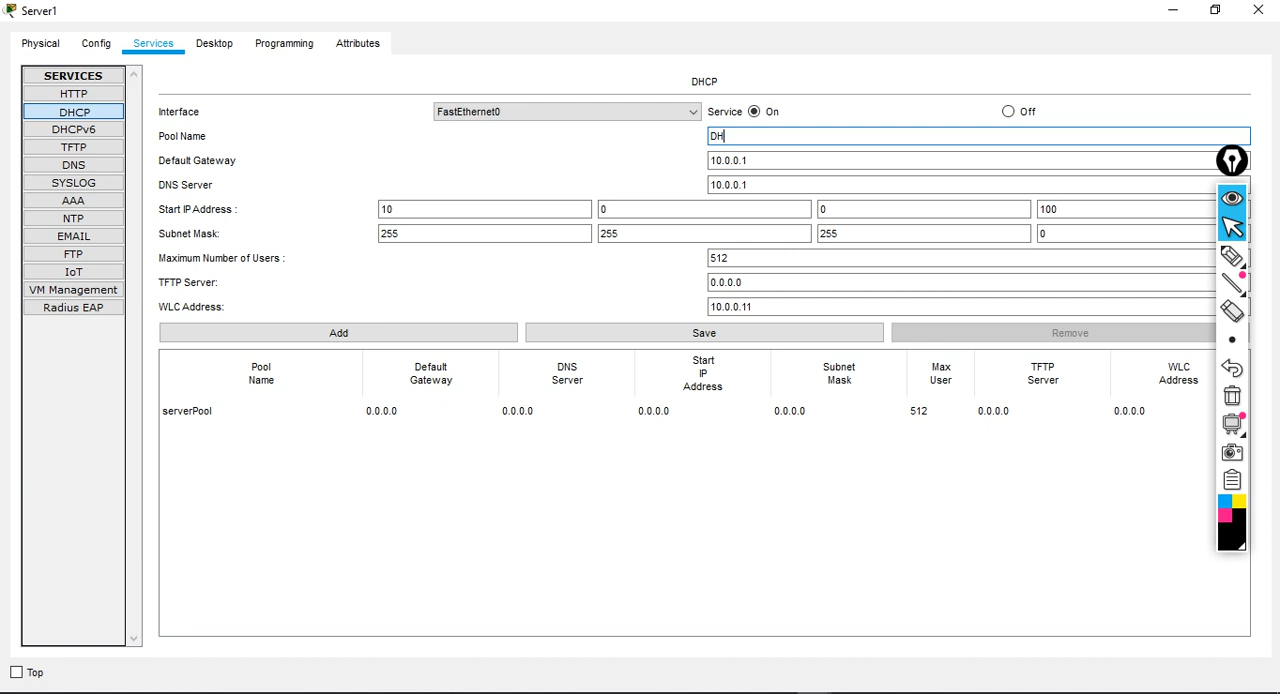 Server1
Physical Config Services Desktop Programming Attributes
SERVICES
HTTP
DHCP
DHCPv6
TFTP
DNS
SYSLOG
AAA
NTP
EMAIL
FTP
IoT
VM Management
Radius EAP
DHCP
Interface FastEthernet0 Service On Off
Pool Name DH
Default Gateway 10.0.0.1
DNS Server 10.0.0.1
Start IP Address : 10 0 0 100
Subnet Mask: 255 255 255 0
Maximum Number of Users : 512
TFTP Server: 0.0.0.0
WLC Address: 10.0.0.11
Add Save Remove
Pool Name Default Gateway DNS Server Start IP Address Subnet Mask Max User TFTP Server WLC Address
serverPool 0.0.0.0 0.0.0.0 0.0.0.0 0.0.0.0 512 0.0.0.0 0.0.0.0
Top